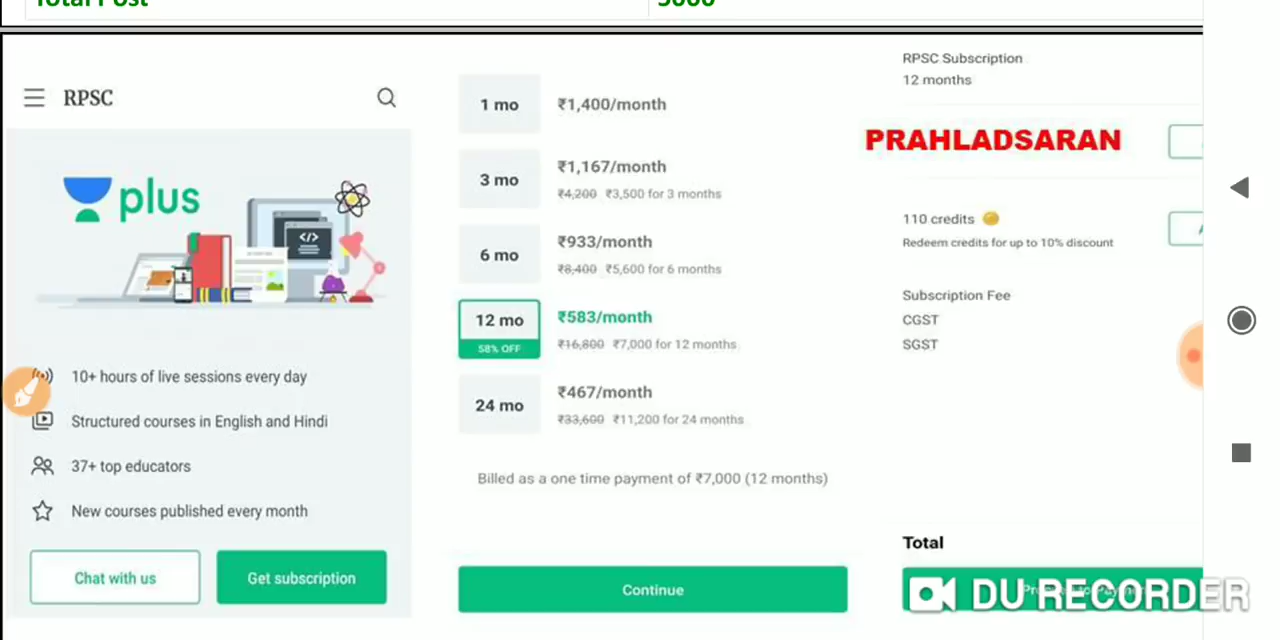 Total Post
5000
RPSC
plus
</>
10+ hours of live sessions every day
Structured courses in English and Hindi
37+ top educators
New courses published every month
Chat with us
Get subscription
1 mo
₹1,400/month
3 mo
₹1,167/month
₹4,200 ₹3,500 for 3 months
6 mo
₹933/month
₹8,400 ₹5,600 for 6 months
12 mo
58% OFF
₹583/month
₹16,800 ₹7,000 for 12 months
24 mo
₹467/month
₹33,600 ₹11,200 for 24 months
Billed as a one time payment of ₹7,000 (12 months)
Continue
RPSC Subscription
12 months
PRAHLADSARAN
110 credits
Redeem credits for up to 10% discount
Subscription Fee
CGST
SGST
Total
DU RECORDER